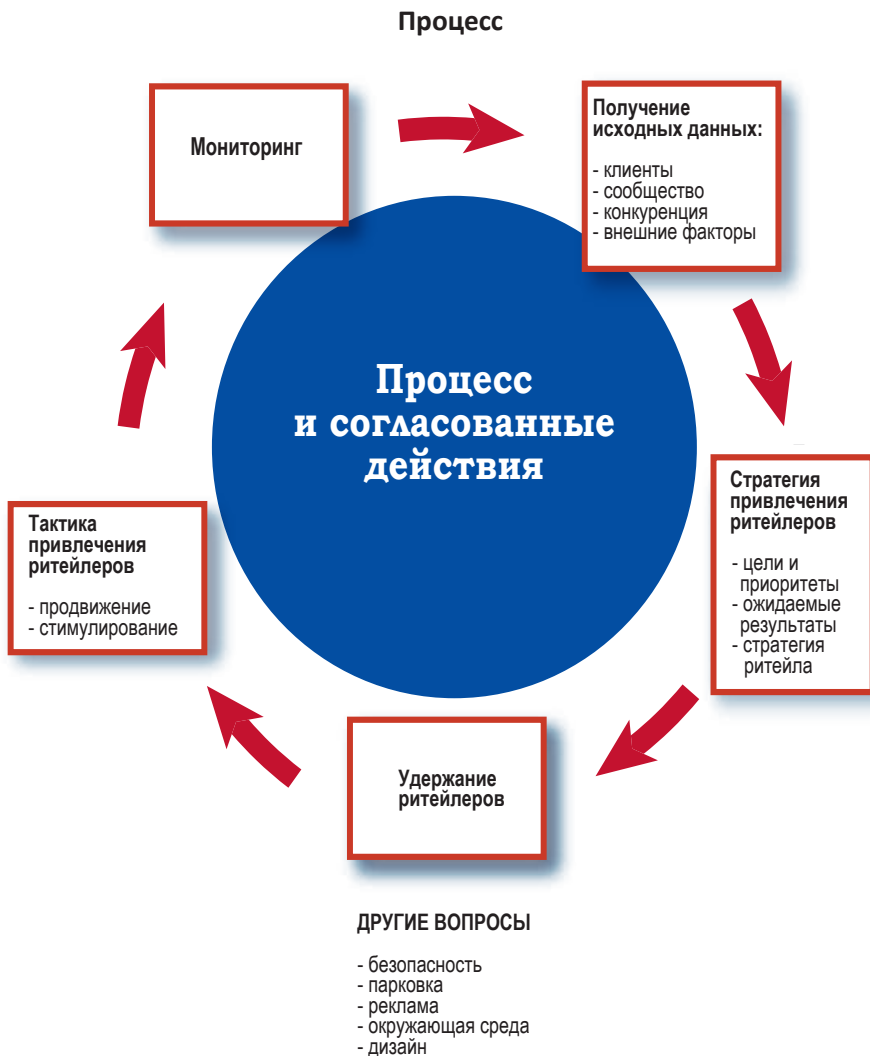 Процесс
Мониторинг
Получение
исходных данных:
- клиенты
- сообщество
- конкуренция
- внешние факторы
Процесс
и согласованные
действия
Стратегия
привлечения
ритейлеров
- цели и
приоритеты
- ожидаемые
результаты
- стратегия
ритейла
Тактика
привлечения
ритейлеров
- продвижение
- стимулирование
Удержание
ритейлеров
ДРУГИЕ ВОПРОСЫ
- безопасность
- парковка
- реклама
- окружающая среда
- дизайн